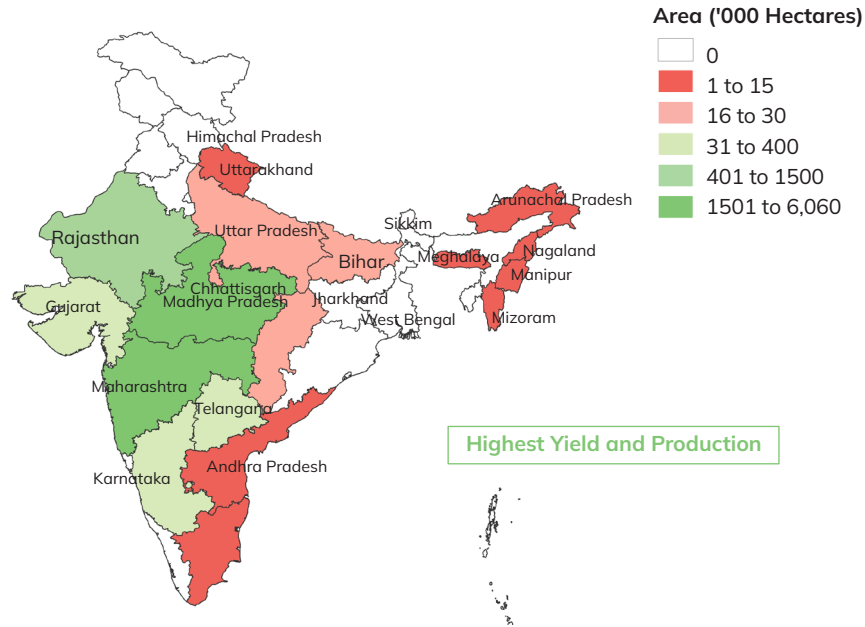 Area ('000 Hectares)
0
1 to 15
16 to 30
31 to 400
401 to 1500
1501 to 6,060
Himachal Pradesh
Uttarakhand
Arunachal Pradesh
Sikkim
Rajasthan
Uttar Pradesh
Bihar
Meghalaya
Nagaland
Manipur
Chhattisgarh
Madhya Pradesh
Jharkhand
Gujarat
West Bengal
Mizoram
Maharashtra
Telangana
Highest Yield and Production
Andhra Pradesh
Karnataka